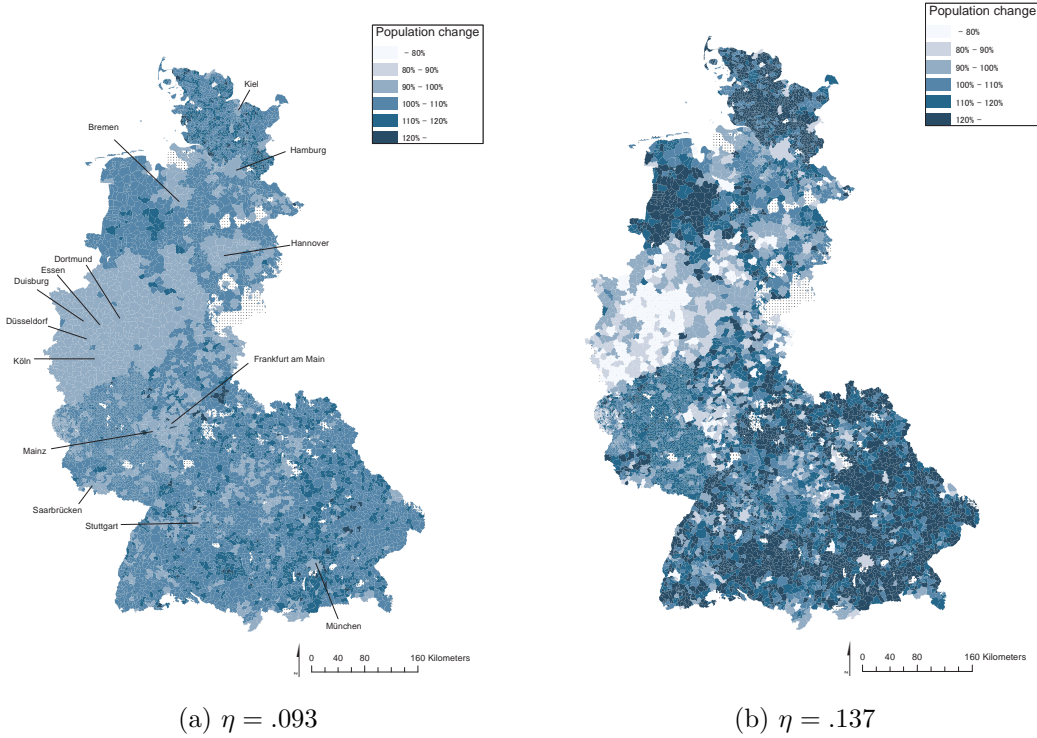 Population change
- 80%
80% - 90%
90% - 100%
100% - 110%
110% - 120%
120% -
Kiel
Bremen
Hamburg
Hannover
Dortmund
Essen
Duisburg
Düsseldorf
Köln
Frankfurt am Main
Mainz
Saarbrücken
Stuttgart
München
0 40 80 160 Kilometers
(a) η = .093
Population change
- 80%
80% - 90%
90% - 100%
100% - 110%
110% - 120%
120% -
0 40 80 160 Kilometers
(b) η = .137